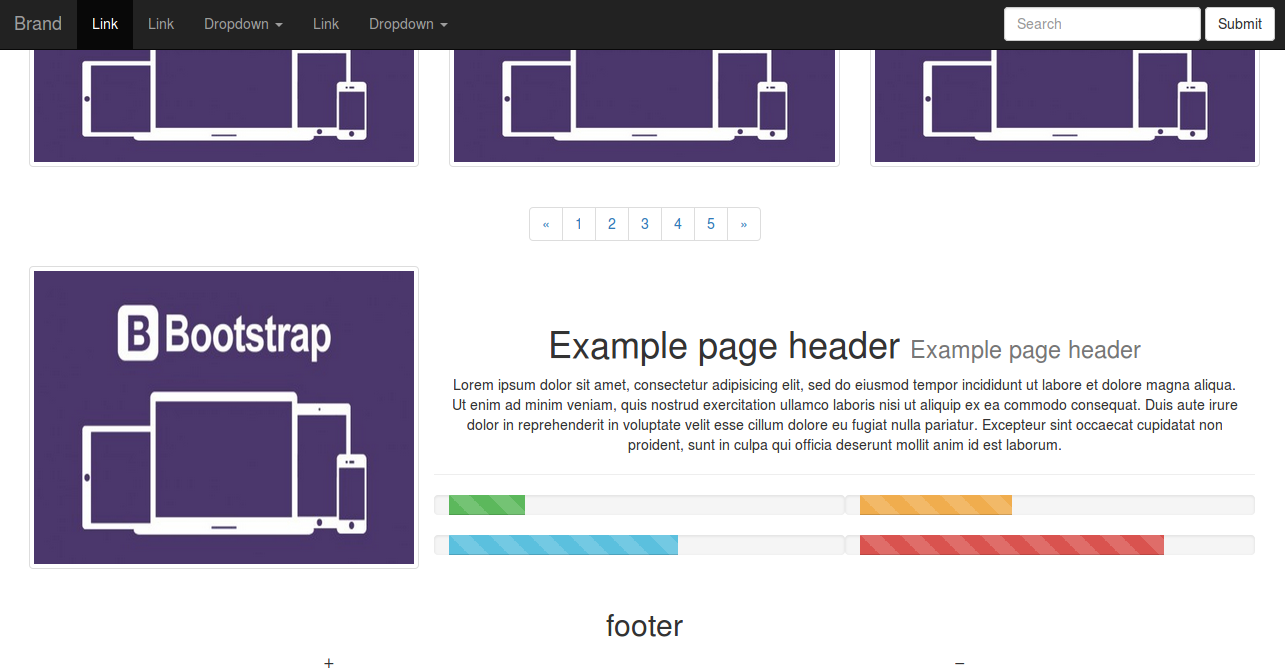 Brand Link Link Dropdown Link Dropdown Search Submit
« 1 2 3 4 5 »
B Bootstrap
Example page header Example page header
Lorem ipsum dolor sit amet, consectetur adipisicing elit, sed do eiusmod tempor incididunt ut labore et dolore magna aliqua.
Ut enim ad minim veniam, quis nostrud exercitation ullamco laboris nisi ut aliquip ex ea commodo consequat. Duis aute irure
dolor in reprehenderit in voluptate velit esse cillum dolore eu fugiat nulla pariatur. Excepteur sint occaecat cupidatat non
proident, sunt in culpa qui officia deserunt mollit anim id est laborum.
footer
+ −